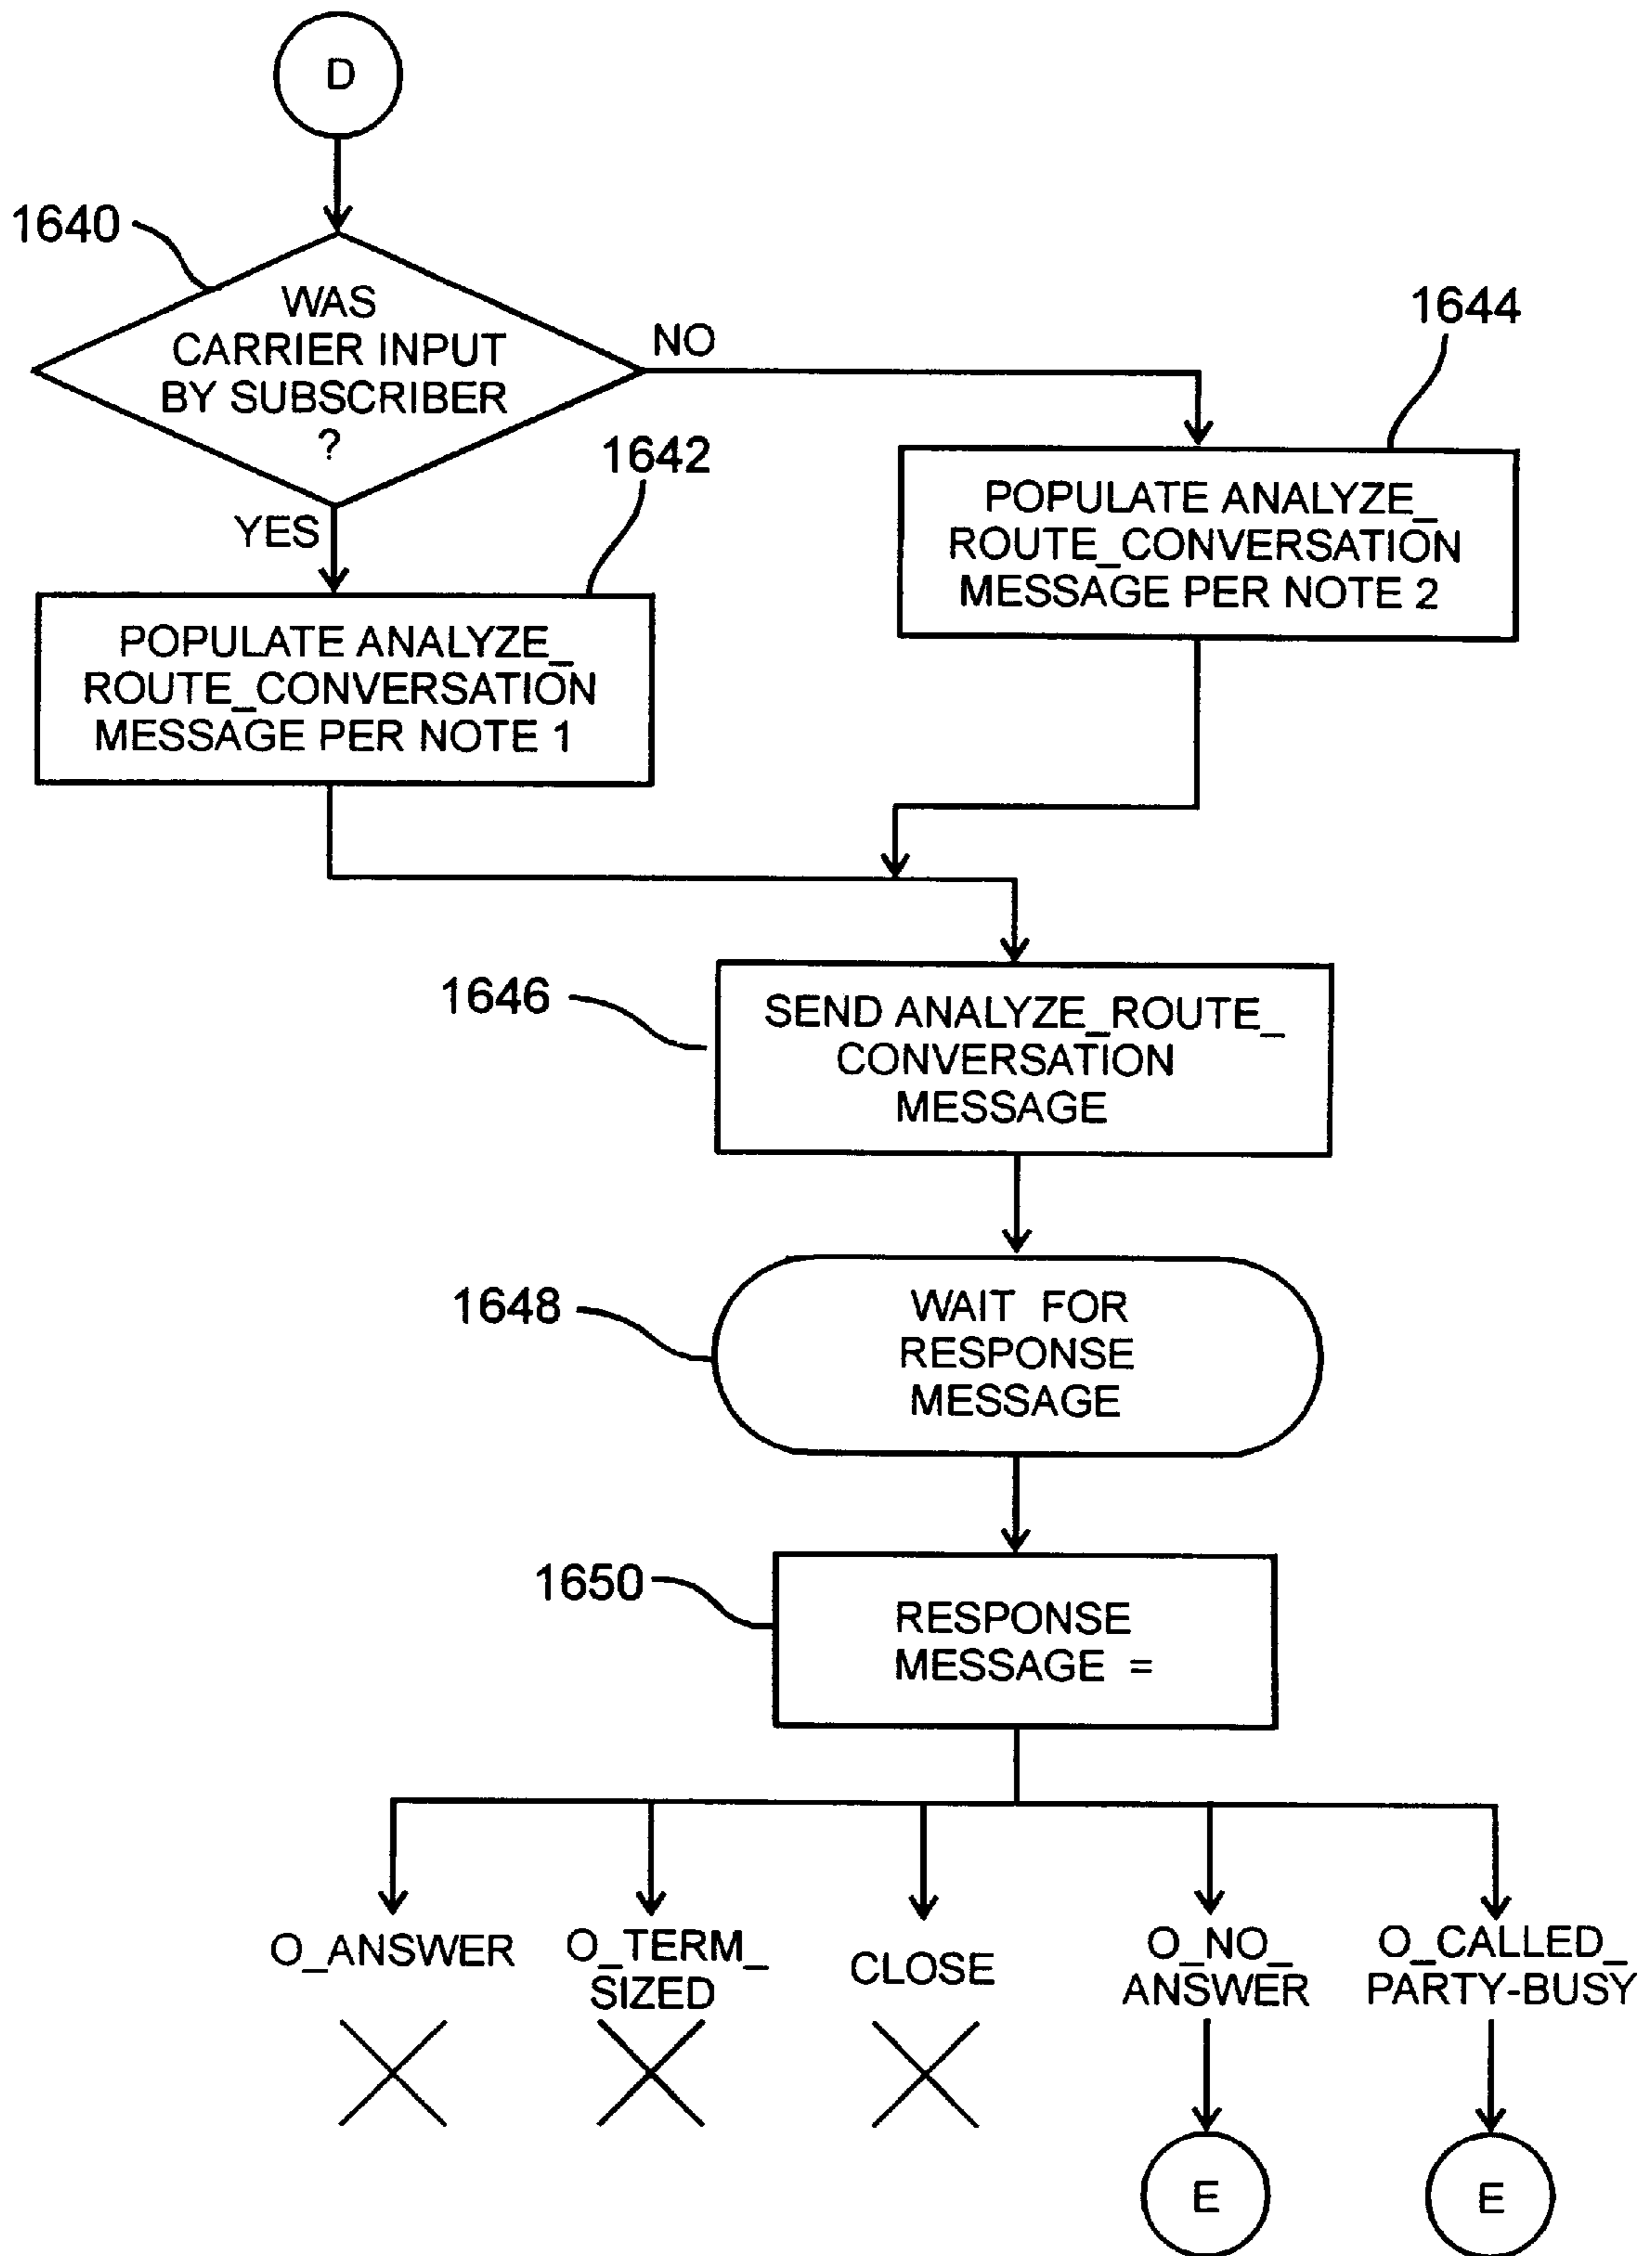 D
1640
WAS
CARRIER INPUT
BY SUBSCRIBER
?
NO
YES
1644
POPULATE ANALYZE_
ROUTE_CONVERSATION
MESSAGE PER NOTE 2
1642
POPULATE ANALYZE_
ROUTE_CONVERSATION
MESSAGE PER NOTE 1
1646
SEND ANALYZE_ROUTE_
CONVERSATION
MESSAGE
1648
WAIT FOR
RESPONSE
MESSAGE
1650
RESPONSE
MESSAGE =
O_ANSWER
O_TERM_
SIZED
CLOSE
O_NO_
ANSWER
O_CALLED_
PARTY-BUSY
E
E